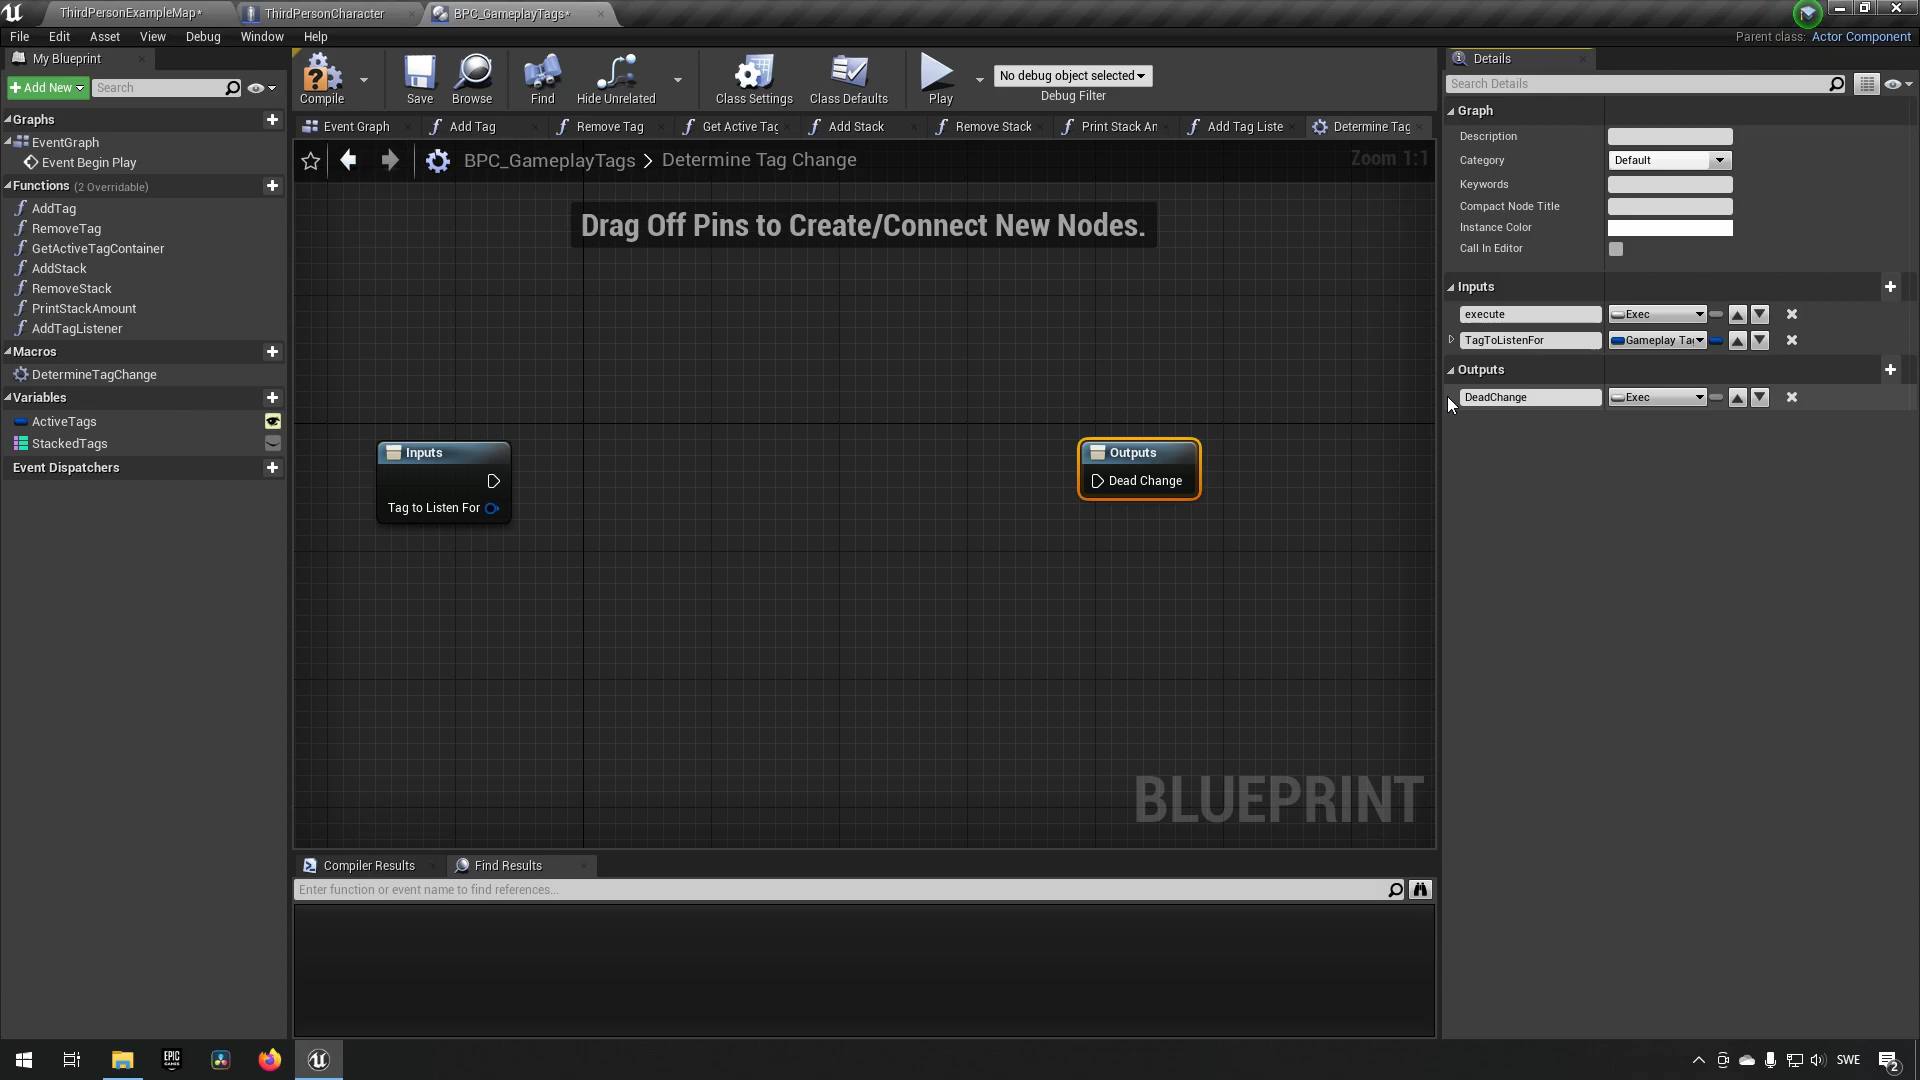 ThirdPersonExampleMap*
ThirdPersonCharacter
BPC_GameplayTags*
File Edit Asset View Debug Window Help
Parent class: Actor Component
My Blueprint
Add New
Search
Graphs
EventGraph
Event Begin Play
Functions (2 Overridable)
AddTag
RemoveTag
GetActiveTagContainer
AddStack
RemoveStack
PrintStackAmount
AddTagListener
Macros
DetermineTagChange
Variables
ActiveTags
StackedTags
Event Dispatchers
Compile
Save
Browse
Find
Hide Unrelated
Class Settings
Class Defaults
Play
No debug object selected
Debug Filter
Event Graph
Add Tag
Remove Tag
Get Active Tag
Add Stack
Remove Stack
Print Stack Am
Add Tag Liste
Determine Tag
BPC_GameplayTags > Determine Tag Change
Zoom 1:1
Drag Off Pins to Create/Connect New Nodes.
Inputs
Tag to Listen For
Outputs
Dead Change
BLUEPRINT
Compiler Results
Find Results
Enter function or event name to find references...
Details
Search Details
Graph
Description
Category
Default
Keywords
Compact Node Title
Instance Color
Call In Editor
Inputs
execute
Exec
TagToListenFor
Gameplay Tag
Outputs
DeadChange
Exec
EPIC
GAMES
SWE
2